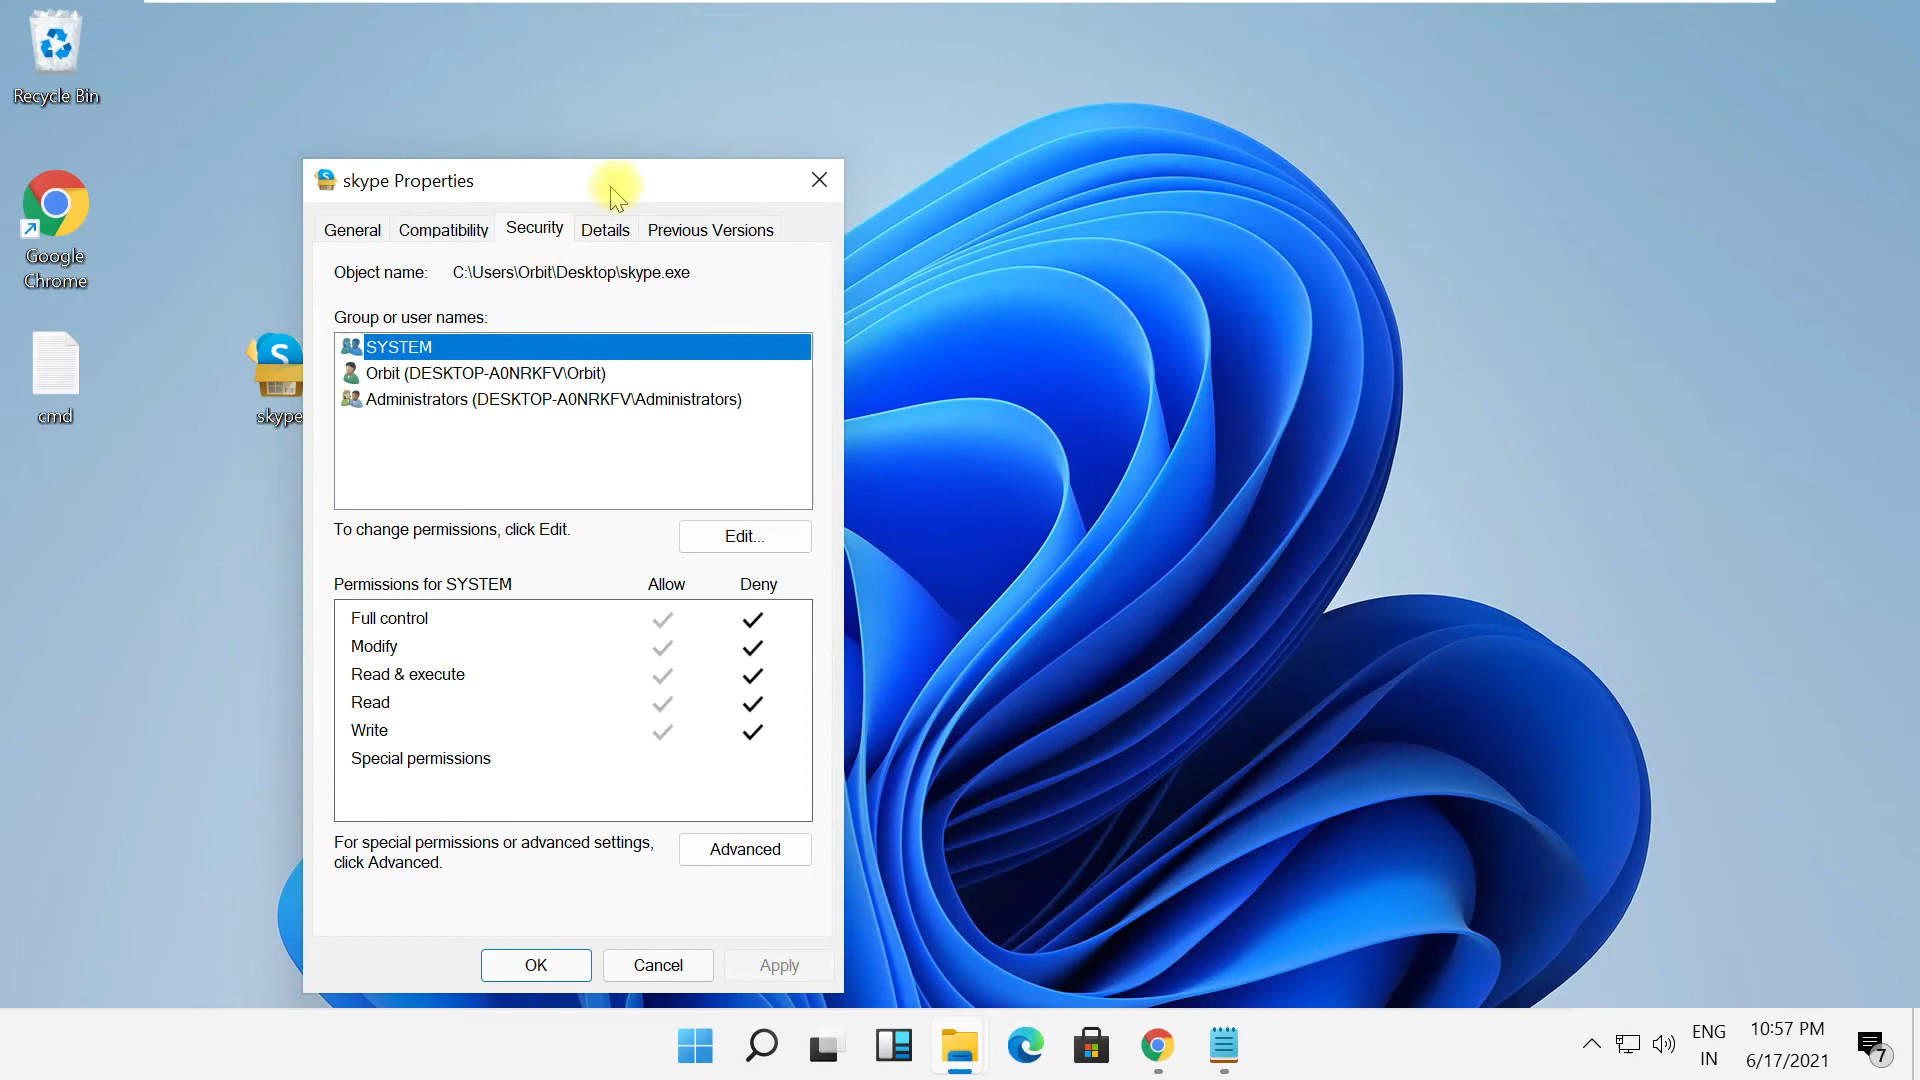 Recycle Bin
Google
Chrome
cmd
skype
skype Properties
General
Compatibility
Security
Details
Previous Versions
Object name: C:\Users\Orbit\Desktop\skype.exe
Group or user names:
SYSTEM
Orbit (DESKTOP-A0NRKFV\Orbit)
Administrators (DESKTOP-A0NRKFV\Administrators)
To change permissions, click Edit.
Edit...
Permissions for SYSTEM Allow Deny
Full control
Modify
Read & execute
Read
Write
Special permissions
For special permissions or advanced settings,
click Advanced.
Advanced
OK
Cancel
Apply
ENG
IN
10:57 PM
6/17/2021
7